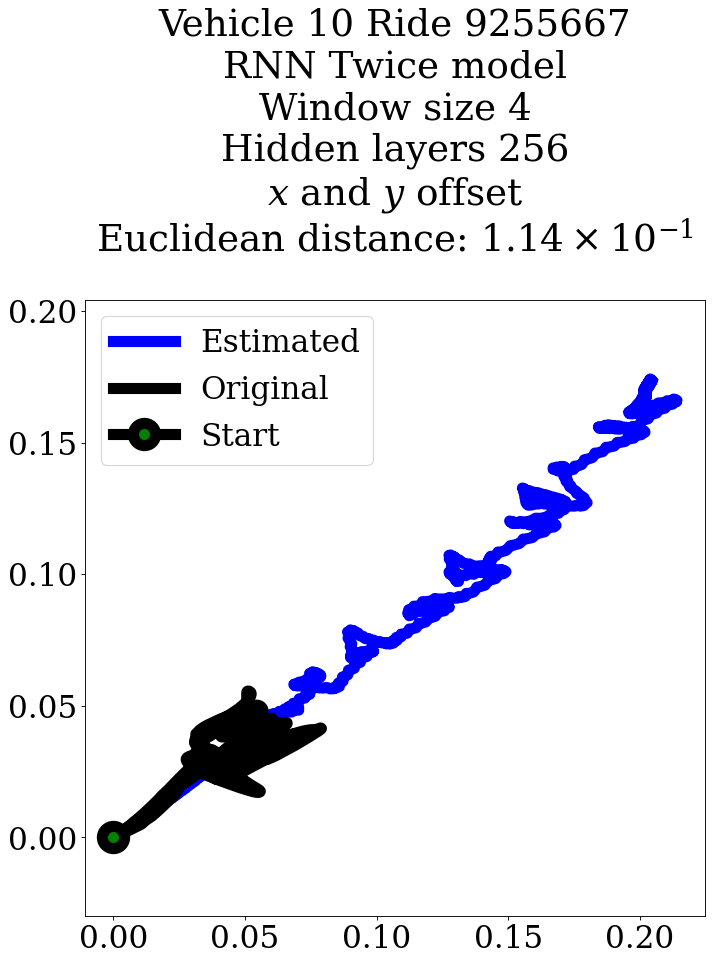 Vehicle 10 Ride 9255667
RNN Twice model
Window size 4
Hidden layers 256
x and y offset
Euclidean distance: 1.14 × 10⁻¹
0.20
0.15
0.10
0.05
0.00
Estimated
Original
Start
0.00 0.05 0.10 0.15 0.20